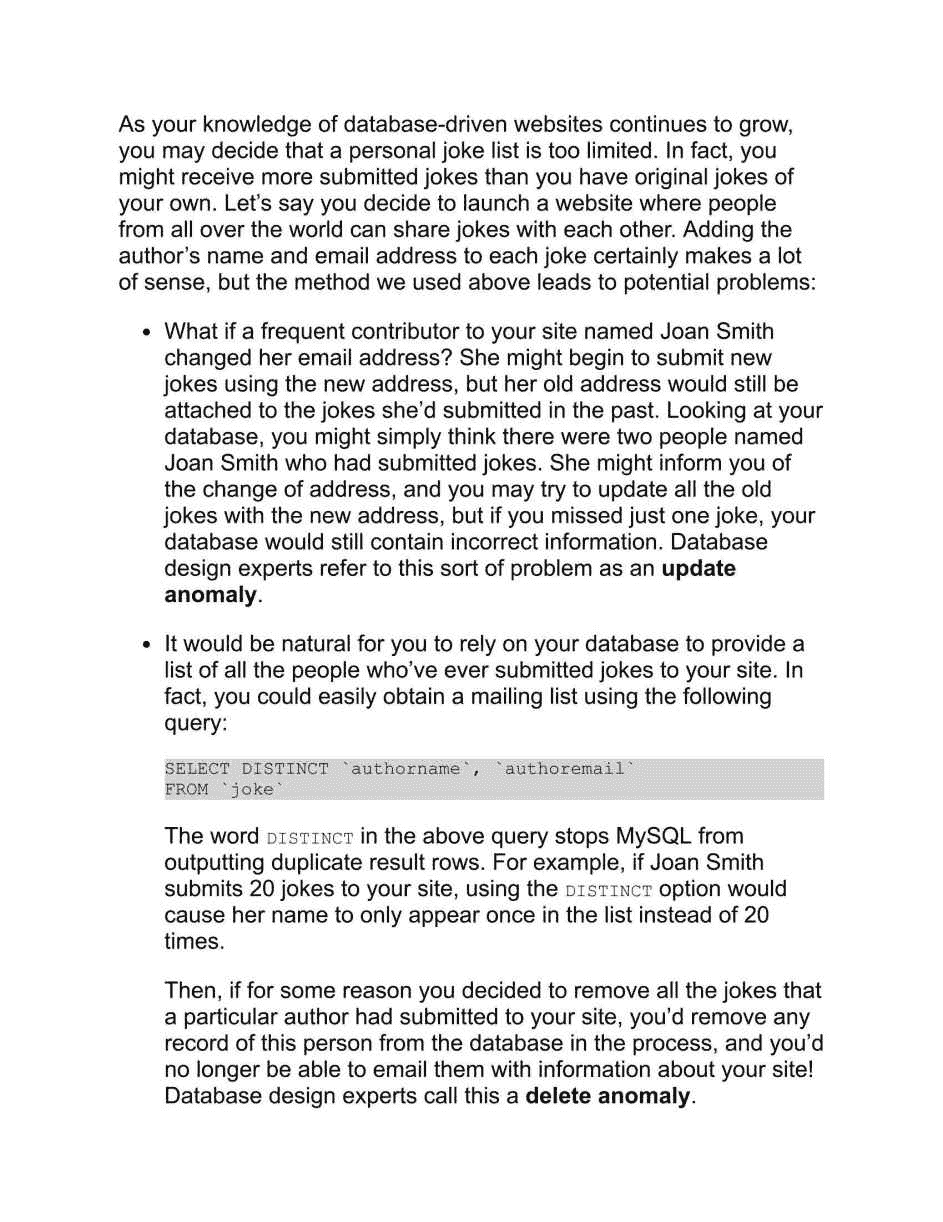 As your knowledge of database-driven websites continues to grow,
you may decide that a personal joke list is too limited. In fact, you
might receive more submitted jokes than you have original jokes of
your own. Let’s say you decide to launch a website where people
from all over the world can share jokes with each other. Adding the
author’s name and email address to each joke certainly makes a lot
of sense, but the method we used above leads to potential problems:
• What if a frequent contributor to your site named Joan Smith
changed her email address? She might begin to submit new
jokes using the new address, but her old address would still be
attached to the jokes she’d submitted in the past. Looking at your
database, you might simply think there were two people named
Joan Smith who had submitted jokes. She might inform you of
the change of address, and you may try to update all the old
jokes with the new address, but if you missed just one joke, your
database would still contain incorrect information. Database
design experts refer to this sort of problem as an update
anomaly.
• It would be natural for you to rely on your database to provide a
list of all the people who’ve ever submitted jokes to your site. In
fact, you could easily obtain a mailing list using the following
query:
SELECT DISTINCT `authorname`, `authoremail`
FROM `joke`
The word DISTINCT in the above query stops MySQL from
outputting duplicate result rows. For example, if Joan Smith
submits 20 jokes to your site, using the DISTINCT option would
cause her name to only appear once in the list instead of 20
times.
Then, if for some reason you decided to remove all the jokes that
a particular author had submitted to your site, you’d remove any
record of this person from the database in the process, and you’d
no longer be able to email them with information about your site!
Database design experts call this a delete anomaly.